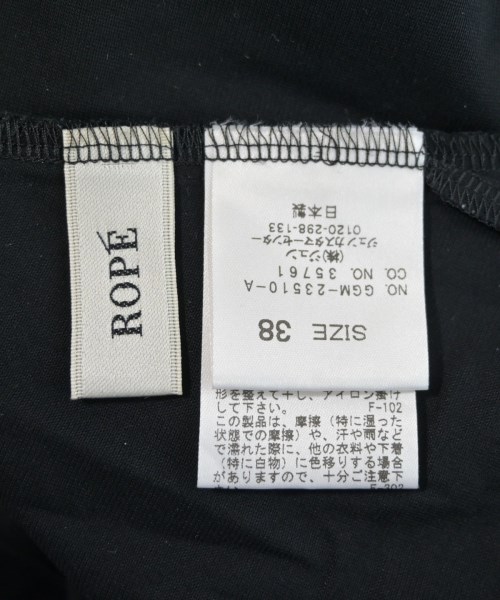 ROPÉ
SIZE 38
NO. GGM-23510-A
CO. NO. 35761
(株)ジュン
ジュンカスタマーセンター
0120-298-133
日本製
形を整えて干し、アイロン掛け
して下さい。 F-102
この製品は、摩擦（特に湿った
状態での摩擦）や、汗や雨など
で濡れた際に、他の衣料や下着
（特に白物）に色移りする場合
がありますので、十分ご注意下
さい。